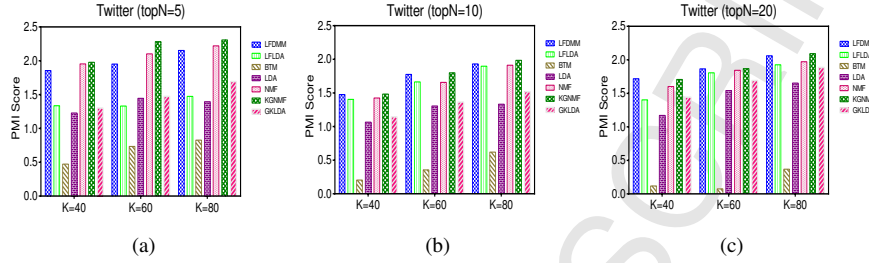 Twitter (topN=5)
PMI Score
2.5
2.0
1.5
1.0
0.5
0.0
K=40 K=60 K=80
LFDMM
LFLDA
BTM
LDA
NMF
KGNMF
GKLDA
(a)
Twitter (topN=10)
PMI Score
2.5
2.0
1.5
1.0
0.5
0.0
K=40 K=60 K=80
LFDMM
LFLDA
BTM
LDA
NMF
KGNMF
GKLDA
(b)
Twitter (topN=20)
PMI Score
2.5
2.0
1.5
1.0
0.5
0.0
K=40 K=60 K=80
LFDMM
LFLDA
BTM
LDA
NMF
KGNMF
GKLDA
(c)